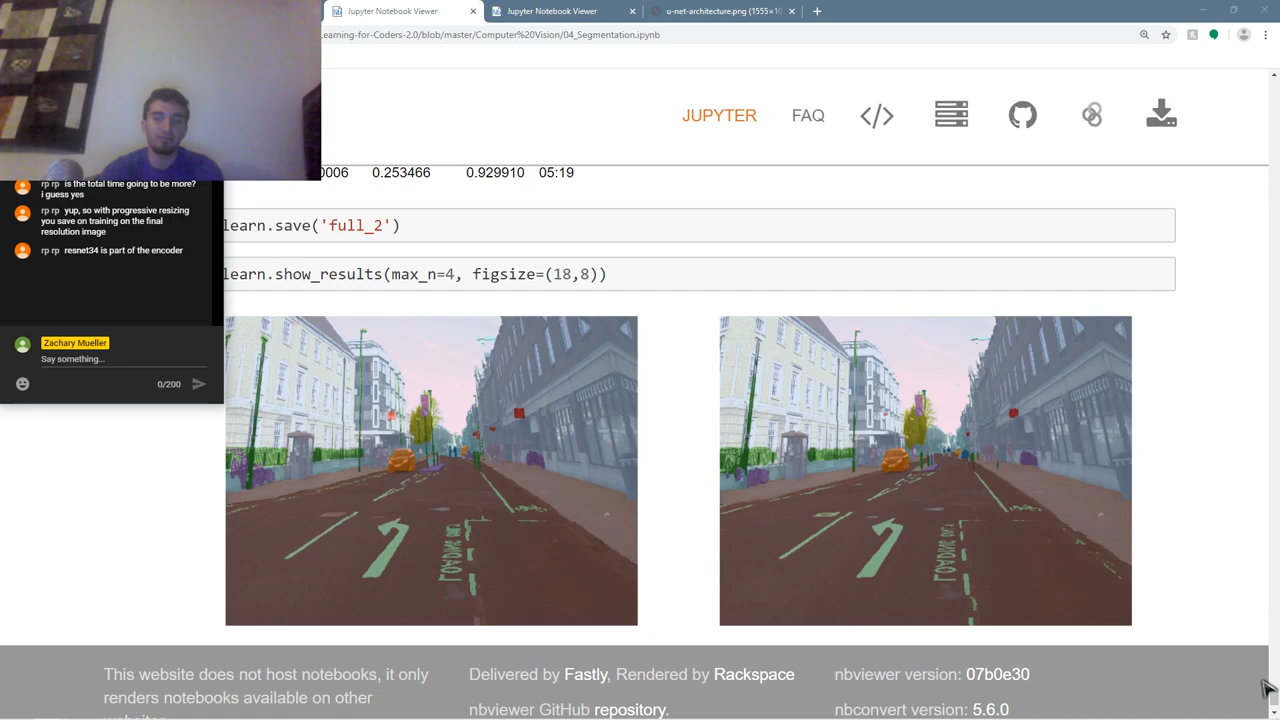 Jupyter Notebook Viewer
Jupyter Notebook Viewer
u-net-architecture.png (1555×10
Learning-for-Coders-2.0/blob/master/Computer%20Vision/04_Segmentation.ipynb
JUPYTER FAQ
0006 0.253466 0.929910 05:19
rp rp is the total time going to be more?
i guess yes
rp rp yup, so with progressive resizing
you save on training on the final
resolution image
rp rp resnet34 is part of the encoder
Zachary Mueller
Say something...
0/200
learn.save('full_2')
learn.show_results(max_n=4, figsize=(18,8))
This website does not host notebooks, it only
renders notebooks available on other
websites.
Delivered by Fastly, Rendered by Rackspace
nbviewer GitHub repository.
nbviewer version: 07b0e30
nbconvert version: 5.6.0